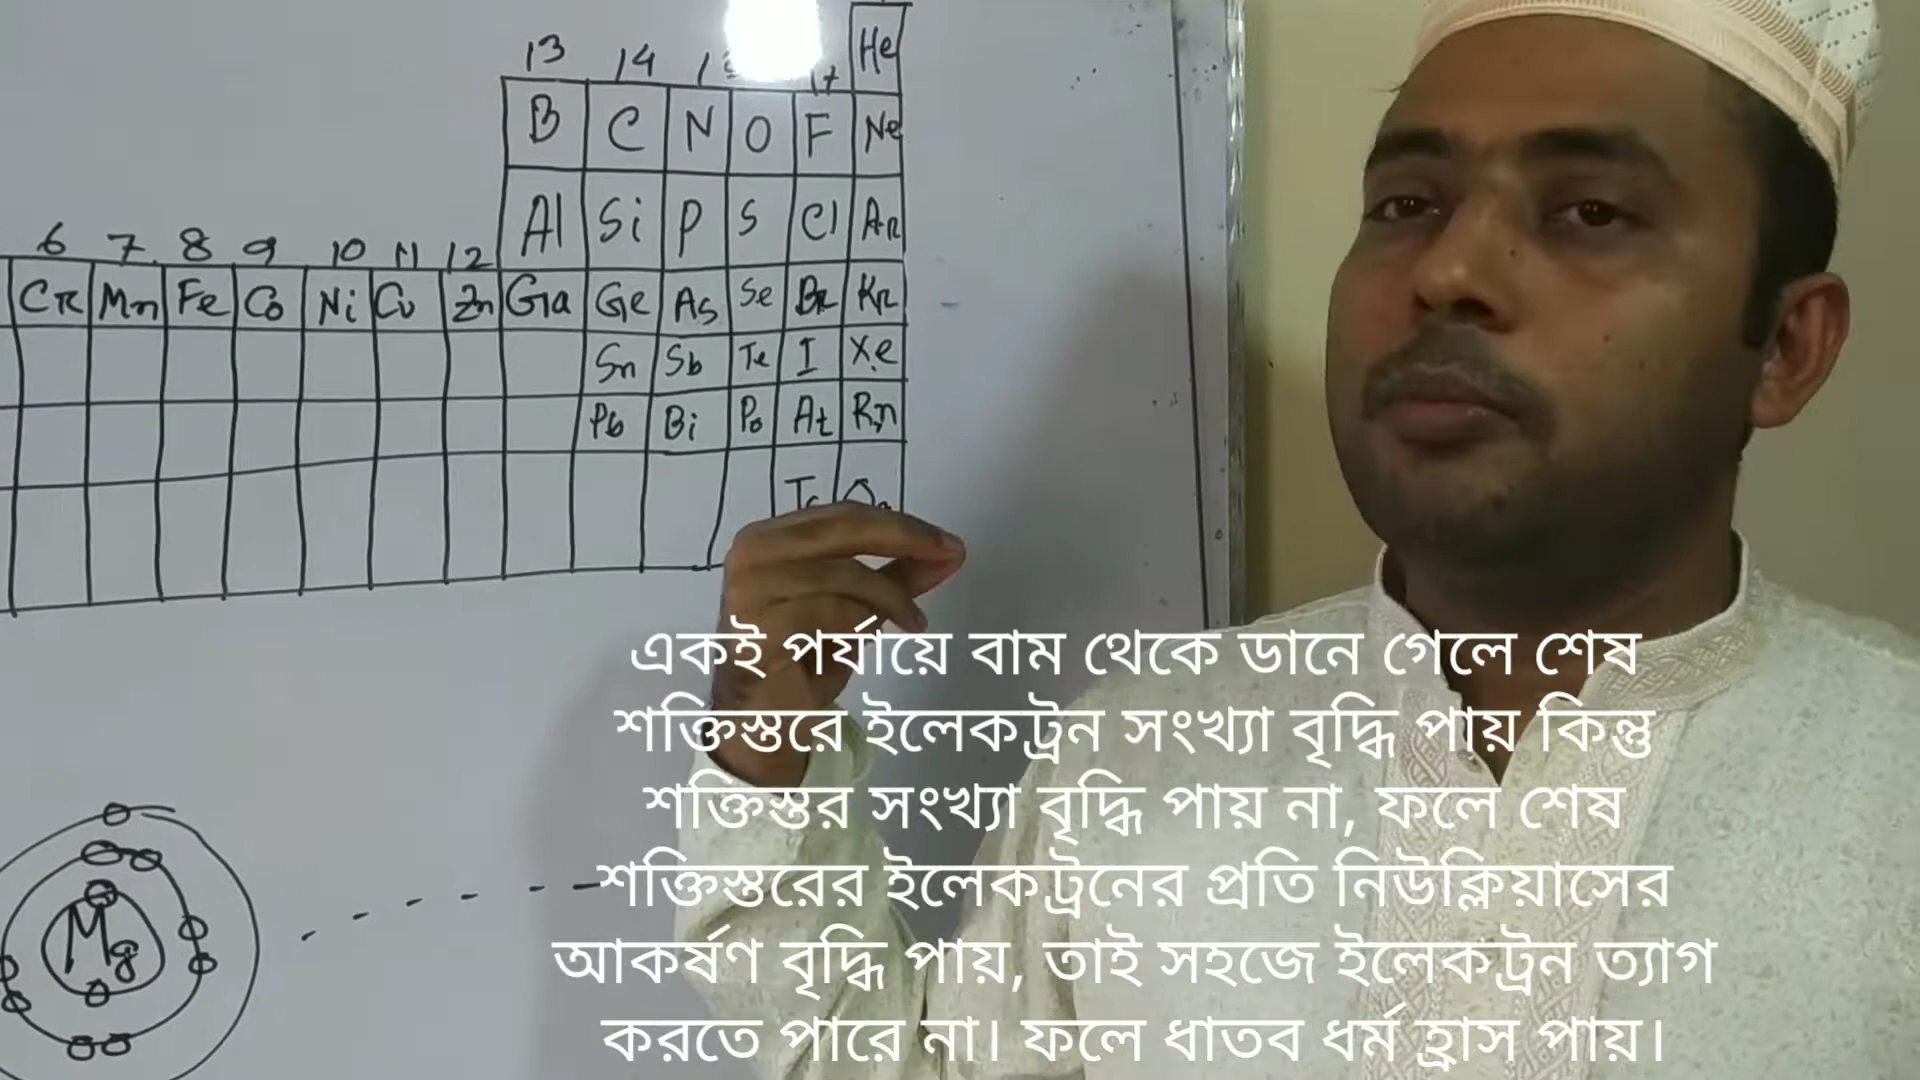 He
13 14 1 17
B C N O F Ne
Al Si P S Cl Ar
6 7 8 9 10 11 12
Cr Mn Fe Co Ni Cu Zn Ga Ge As Se Br Kr
Sn Sb Te I Xe
Pb Bi Po At Rn
Mg
একই পর্যায়ে বাম থেকে ডানে গেলে শেষ
শক্তিস্তরে ইলেকট্রন সংখ্যা বৃদ্ধি পায় কিন্তু
শক্তিস্তর সংখ্যা বৃদ্ধি পায় না, ফলে শেষ
শক্তিস্তরের ইলেকট্রনের প্রতি নিউক্লিয়াসের
আকর্ষণ বৃদ্ধি পায়, তাই সহজে ইলেকট্রন ত্যাগ
করতে পারে না। ফলে ধাতব ধর্ম হ্রাস পায়।